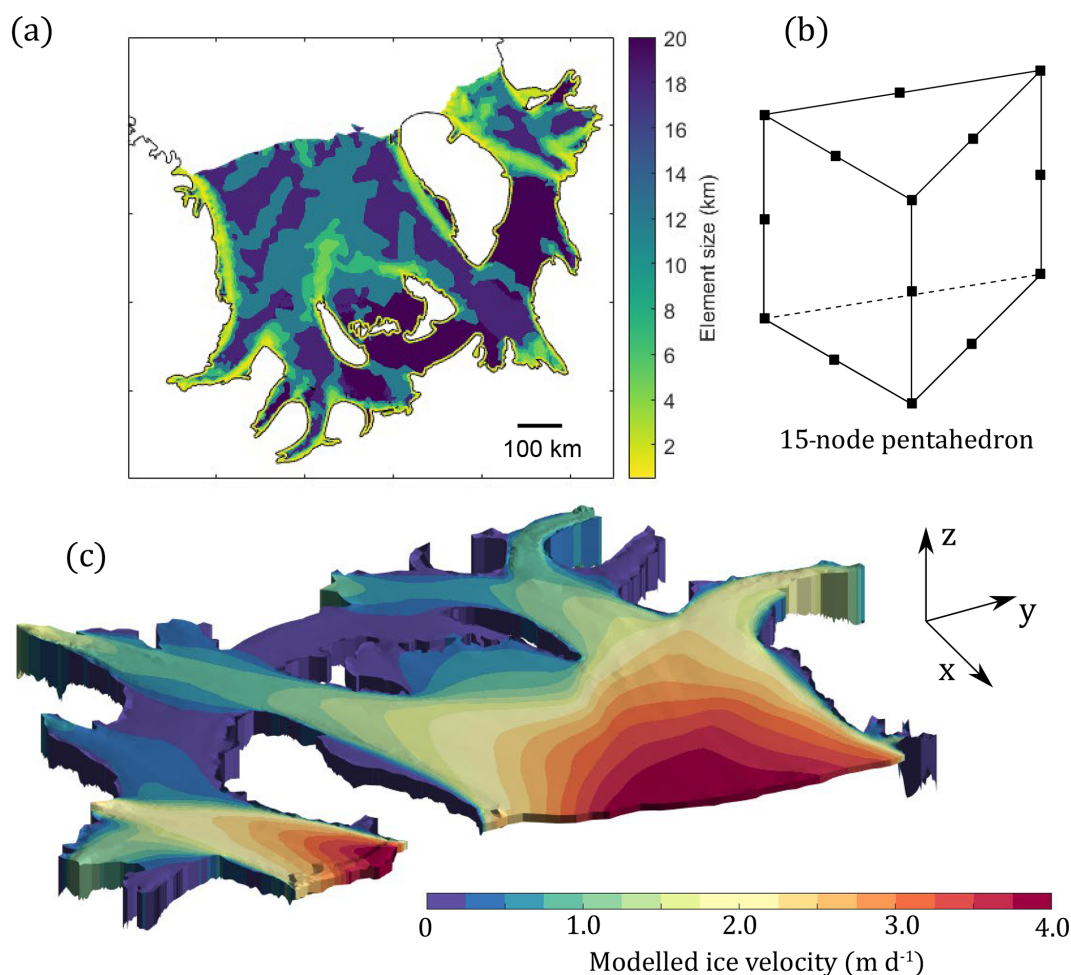 (a)
20
18
16
14
12
10
8
6
4
2
Element size (km)
100 km
(b)
15-node pentahedron
(c)
z
y
x
0 1.0 2.0 3.0 4.0
Modelled ice velocity (m d⁻¹)